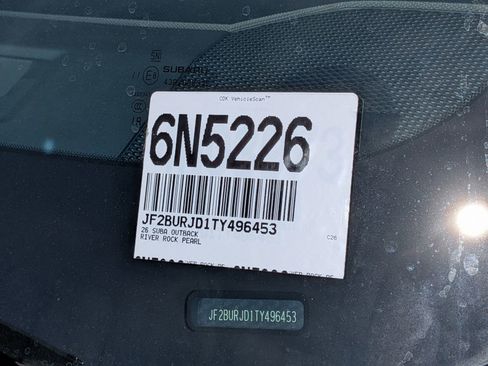 SUBARU
CDK VehicleScan™
6N5226
JF2BURJD1TY496453
26 SUBA OUTBACK
C26
RIVER ROCK PEARL
JF2BURJD1TY496453